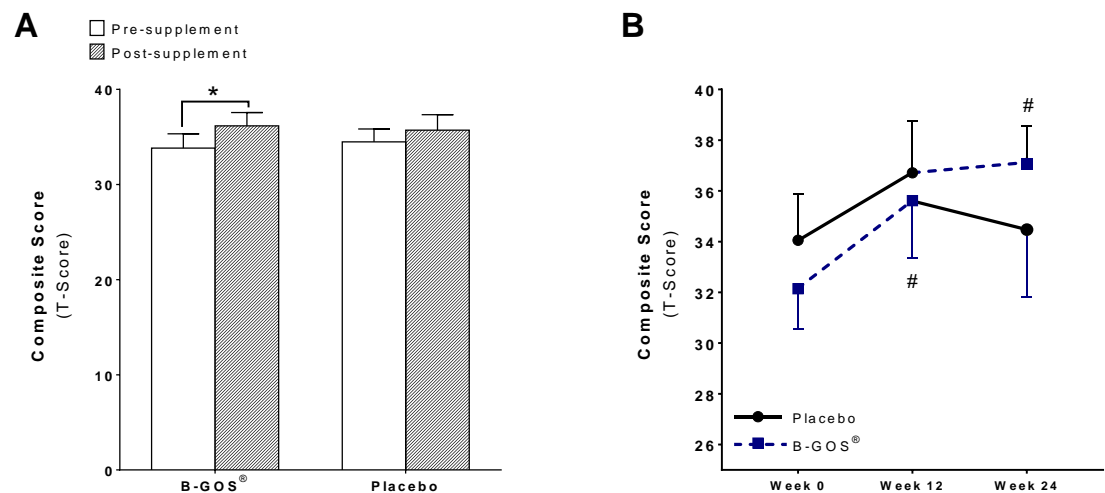 A
Pre-supplement
Post-supplement
Composite Score
(T-Score)
40
30
20
10
0
*
B-GOS®
Placebo
B
Composite Score
(T-Score)
40
38
36
34
32
30
28
26
#
#
Placebo
B-GOS®
Week 0
Week 12
Week 24